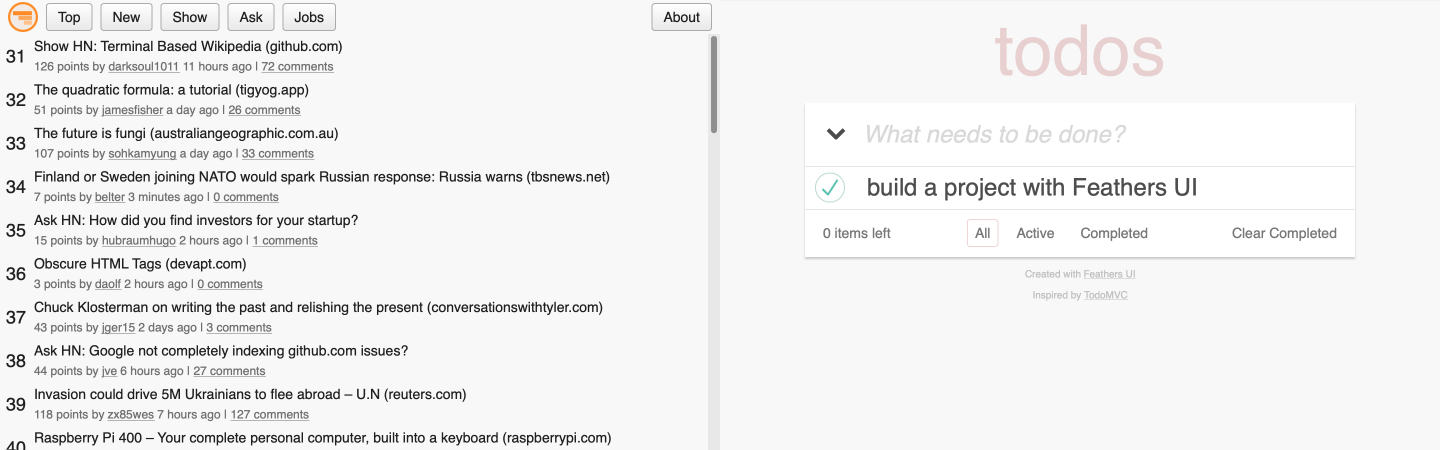 Top New Show Ask Jobs About
31
Show HN: Terminal Based Wikipedia (github.com)
126 points by darksoul1011 11 hours ago | 72 comments
32
The quadratic formula: a tutorial (tigyog.app)
51 points by jamesfisher a day ago | 26 comments
33
The future is fungi (australiangeographic.com.au)
107 points by sohkamyung a day ago | 33 comments
34
Finland or Sweden joining NATO would spark Russian response: Russia warns (tbsnews.net)
7 points by belter 3 minutes ago | 0 comments
35
Ask HN: How did you find investors for your startup?
15 points by hubraumhugo 2 hours ago | 1 comments
36
Obscure HTML Tags (devapt.com)
3 points by daolf 2 hours ago | 0 comments
37
Chuck Klosterman on writing the past and relishing the present (conversationswithtyler.com)
43 points by jger15 2 days ago | 3 comments
38
Ask HN: Google not completely indexing github.com issues?
44 points by jve 6 hours ago | 27 comments
39
Invasion could drive 5M Ukrainians to flee abroad – U.N (reuters.com)
118 points by zx85wes 7 hours ago | 127 comments
40
Raspberry Pi 400 – Your complete personal computer, built into a keyboard (raspberrypi.com)
todos
What needs to be done?
build a project with Feathers UI
0 items left All Active Completed Clear Completed
Created with Feathers UI
Inspired by TodoMVC